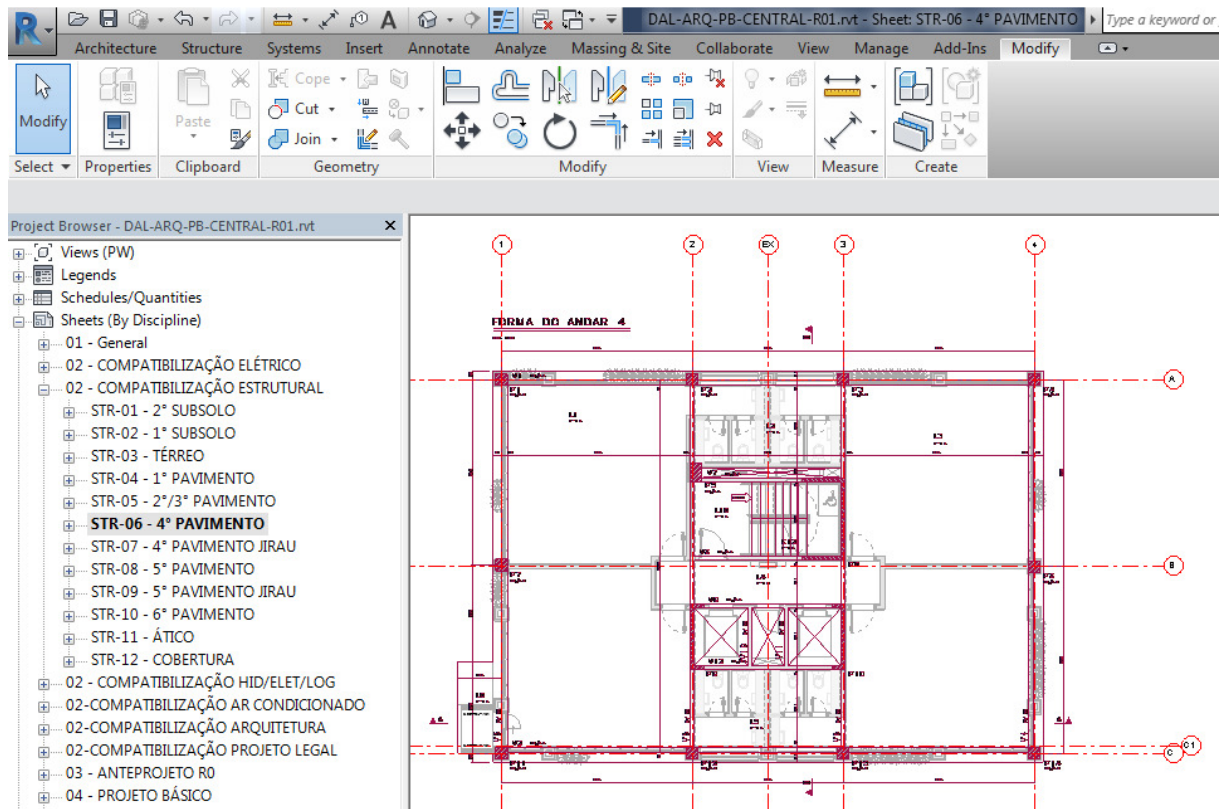 DAL-ARQ-PB-CENTRAL-R01.rvt - Sheet: STR-06 - 4° PAVIMENTO
Type a keyword or
Architecture Structure Systems Insert Annotate Analyze Massing & Site Collaborate View Manage Add-Ins Modify
Modify
Paste
Cope
Cut
Join
Select Properties Clipboard Geometry Modify View Measure Create
Project Browser - DAL-ARQ-PB-CENTRAL-R01.rvt
Views (PW)
Legends
Schedules/Quantities
Sheets (By Discipline)
01 - General
02 - COMPATIBILIZAÇÃO ELÉTRICO
02 - COMPATIBILIZAÇÃO ESTRUTURAL
STR-01 - 2° SUBSOLO
STR-02 - 1° SUBSOLO
STR-03 - TÉRREO
STR-04 - 1° PAVIMENTO
STR-05 - 2°/3° PAVIMENTO
STR-06 - 4° PAVIMENTO
STR-07 - 4° PAVIMENTO JIRAU
STR-08 - 5° PAVIMENTO
STR-09 - 5° PAVIMENTO JIRAU
STR-10 - 6° PAVIMENTO
STR-11 - ÁTICO
STR-12 - COBERTURA
02 - COMPATIBILIZAÇÃO HID/ELET/LOG
02-COMPATIBILIZAÇÃO AR CONDICIONADO
02-COMPATIBILIZAÇÃO ARQUITETURA
02-COMPATIBILIZAÇÃO PROJETO LEGAL
03 - ANTEPROJETO R0
04 - PROJETO BÁSICO
1 2 EX 3 4
FORMA DO ANDAR 4
A
B
C1
C